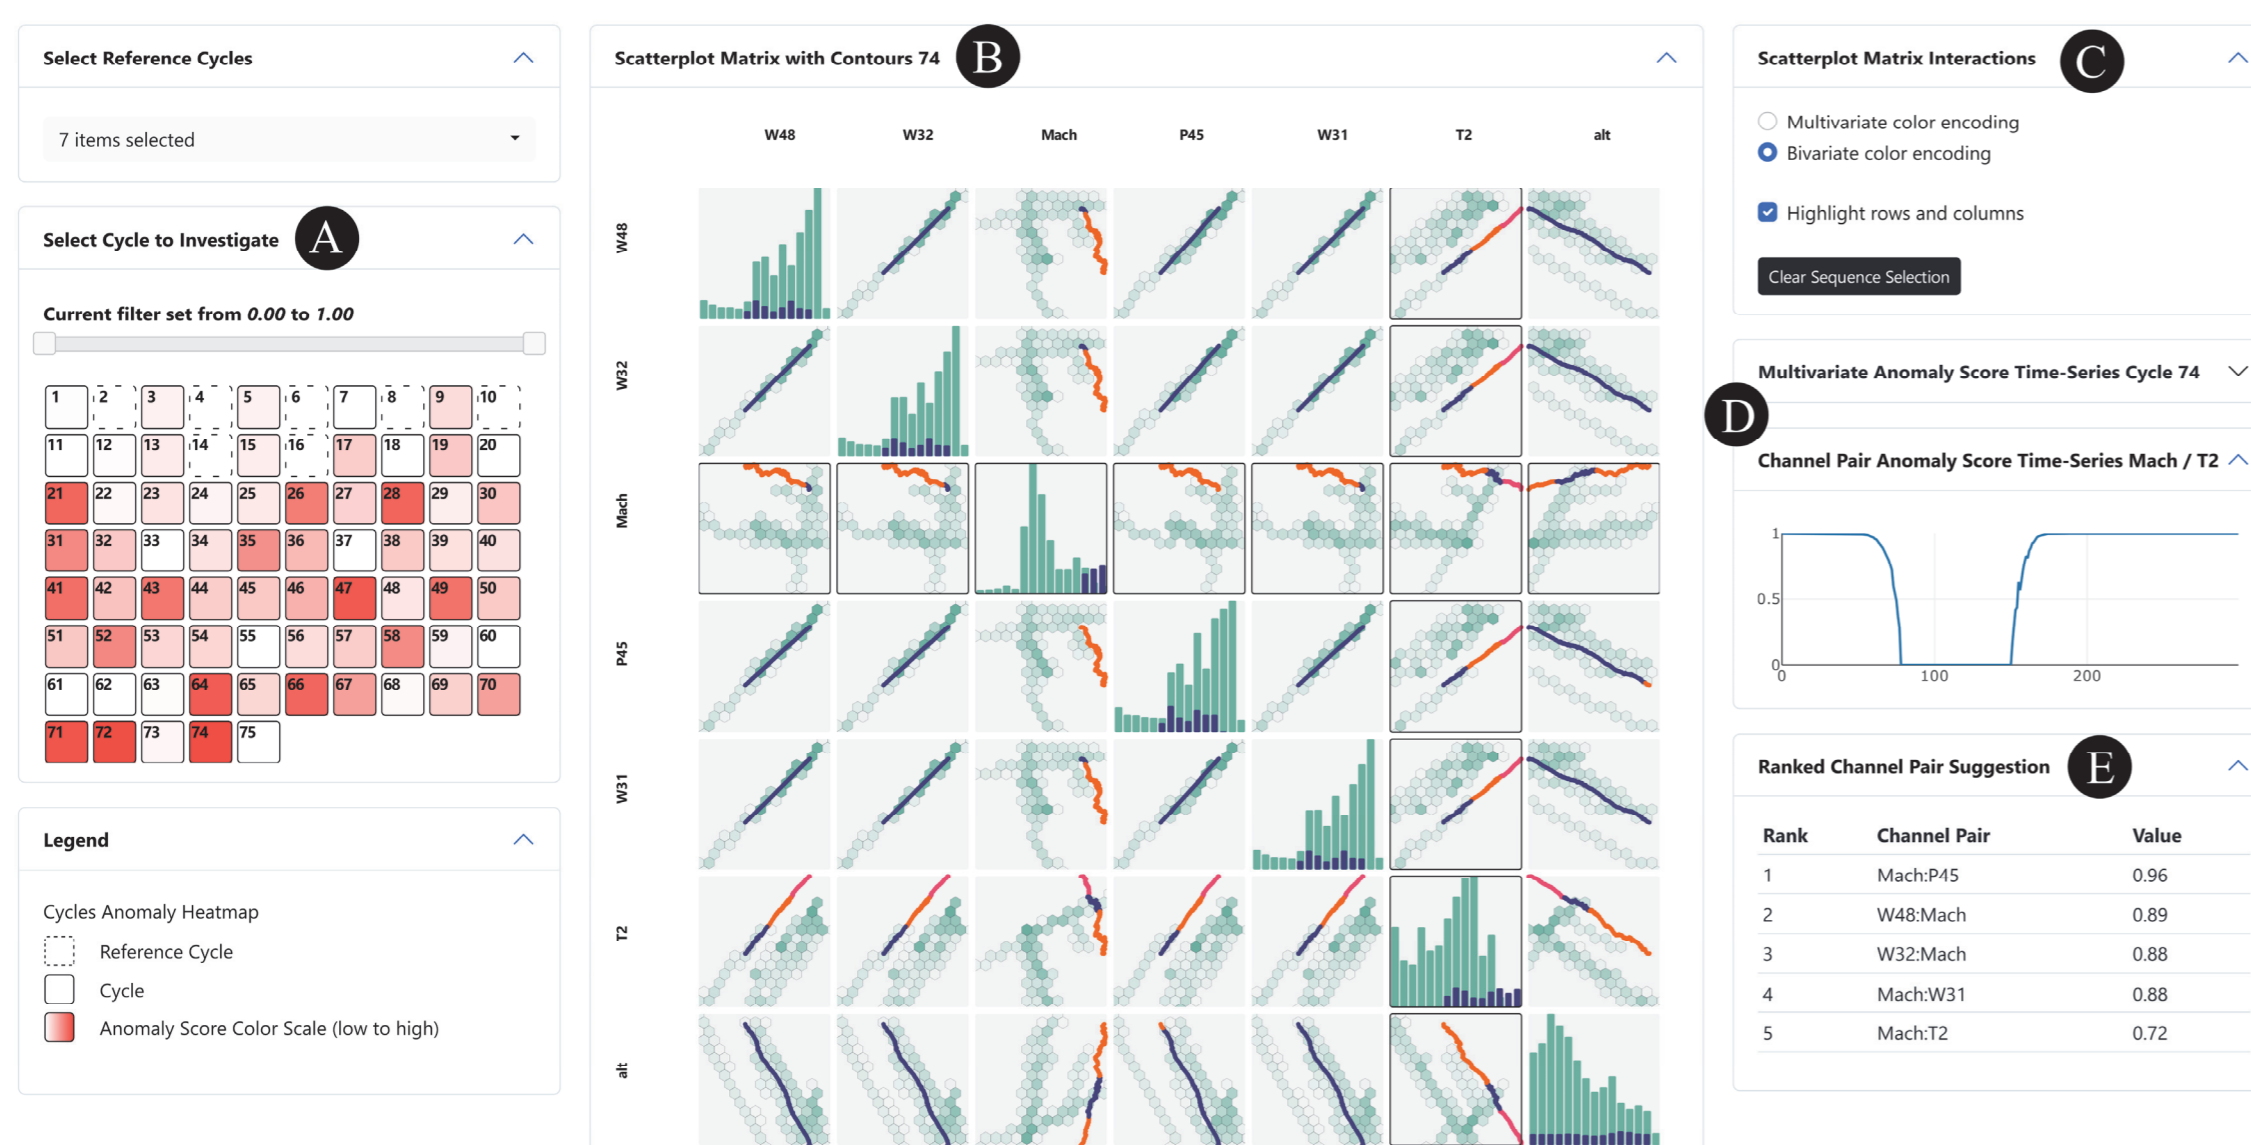 Select Reference Cycles
7 items selected
Select Cycle to Investigate A
Current filter set from 0.00 to 1.00
1 2 3 4 5 6 7 8 9 10
11 12 13 14 15 16 17 18 19 20
21 22 23 24 25 26 27 28 29 30
31 32 33 34 35 36 37 38 39 40
41 42 43 44 45 46 47 48 49 50
51 52 53 54 55 56 57 58 59 60
61 62 63 64 65 66 67 68 69 70
71 72 73 74 75
Legend
Cycles Anomaly Heatmap
Reference Cycle
Cycle
Anomaly Score Color Scale (low to high)
Scatterplot Matrix with Contours 74 B
W48 W32 Mach P45 W31 T2 alt
W48
W32
Mach
P45
W31
T2
alt
Scatterplot Matrix Interactions C
Multivariate color encoding
Bivariate color encoding
Highlight rows and columns
Clear Sequence Selection
Multivariate Anomaly Score Time-Series Cycle 74
D
Channel Pair Anomaly Score Time-Series Mach / T2
1
0.5
0
0 100 200
Ranked Channel Pair Suggestion E
Rank Channel Pair Value
1 Mach:P45 0.96
2 W48:Mach 0.89
3 W32:Mach 0.88
4 Mach:W31 0.88
5 Mach:T2 0.72